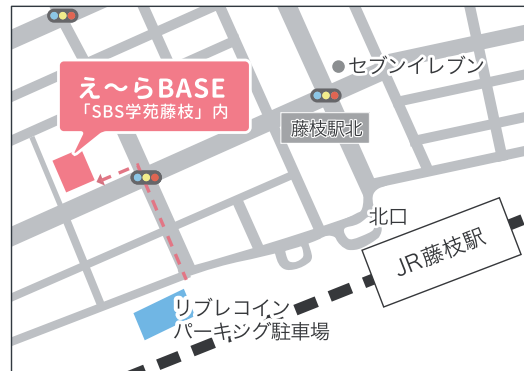 セブンイレブン
え〜らBASE
「SBS学苑藤枝」内
藤枝駅北
北口
JR藤枝駅
リブレコイン
パーキング駐車場